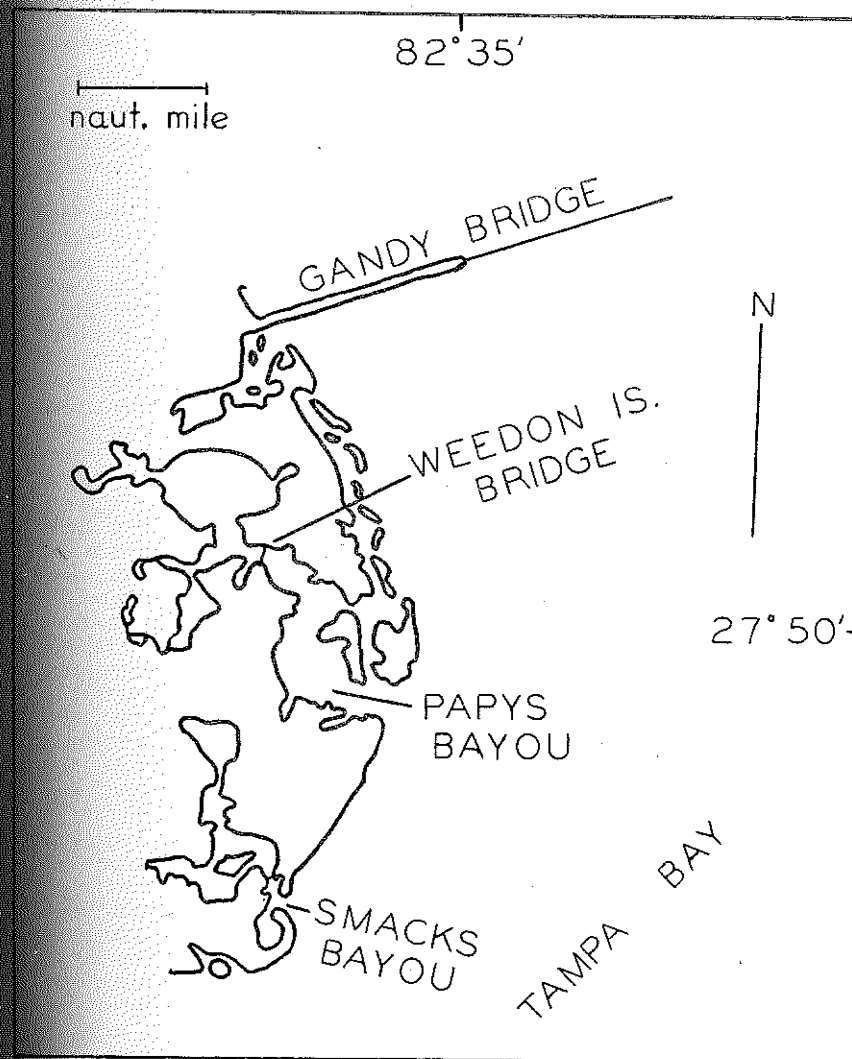 82°35'
naut. mile
GANDY BRIDGE
N
WEEDON IS.
BRIDGE
27°50'
PAPYS
BAYOU
TAMPA BAY
SMACKS
BAYOU